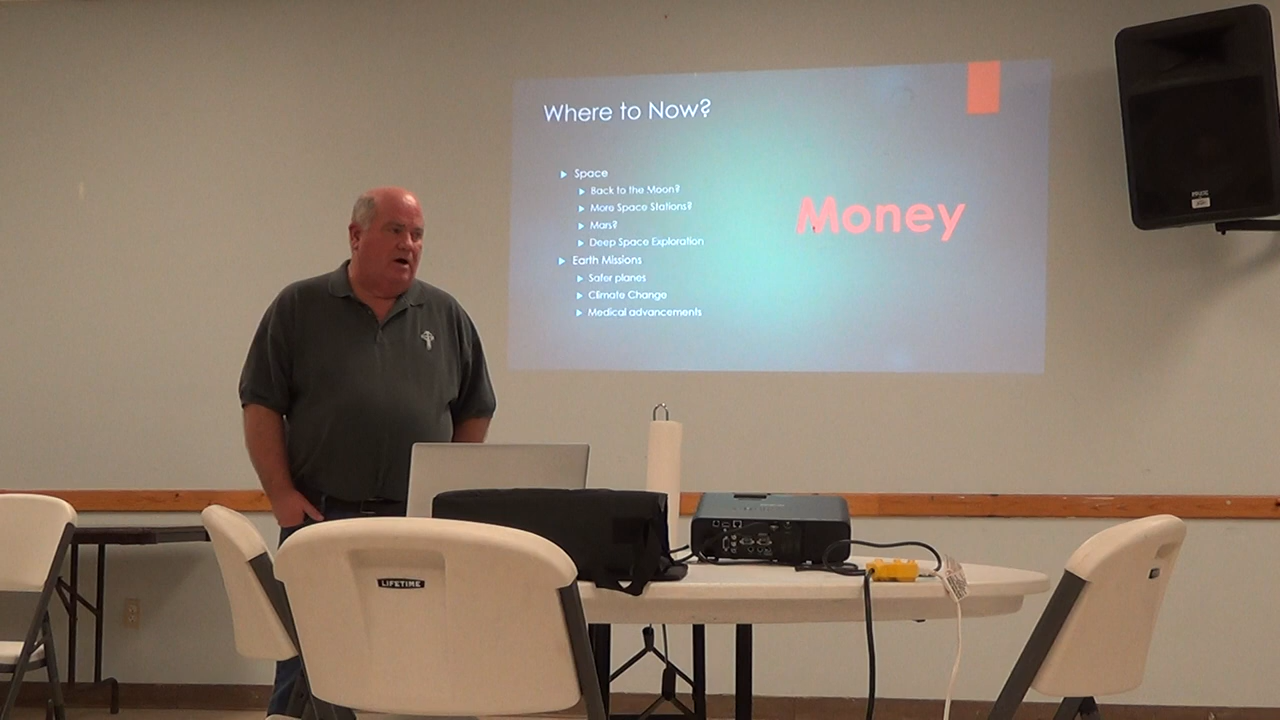 Where to Now?
Space
Back to the Moon?
More Space Stations?
Mars?
Deep Space Exploration
Earth Missions
Safer planes
Climate Change
Medical advancements
Money
LIFETIME